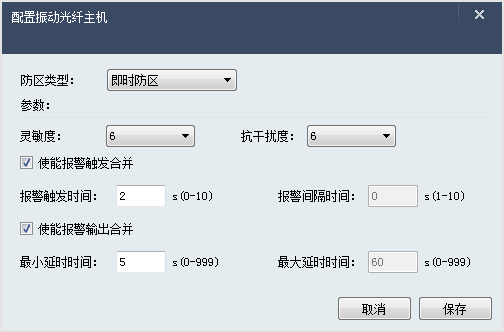 配置振动光纤主机
防区类型： 即时防区
参数：
灵敏度： 6 抗干扰度： 6
使能报警触发合并
报警触发时间： 2 s(0-10) 报警间隔时间： 0 s(1-10)
使能报警输出合并
最小延时时间： 5 s(0-999) 最大延时时间： 60 s(0-999)
取消 保存